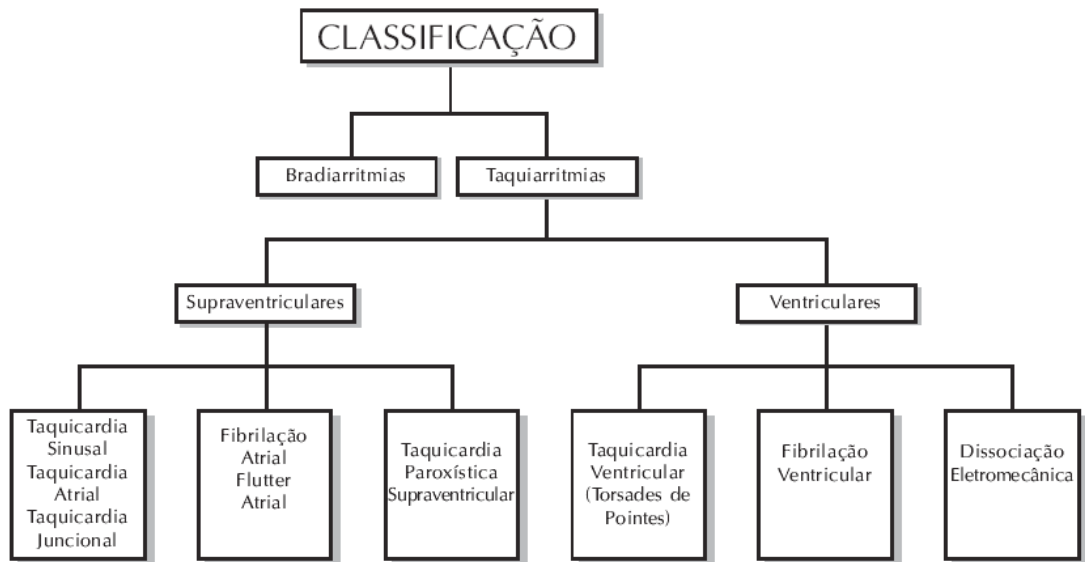 CLASSIFICAÇÃO
Bradiarritmias
Taquiarritmias
Supraventriculares
Ventriculares
Taquicardia
Sinusal
Taquicardia
Atrial
Taquicardia
Juncional
Fibrilação
Atrial
Flutter
Atrial
Taquicardia
Paroxística
Supraventricular
Taquicardia
Ventricular
(Torsades de
Pointes)
Fibrilação
Ventricular
Dissociação
Eletromecânica